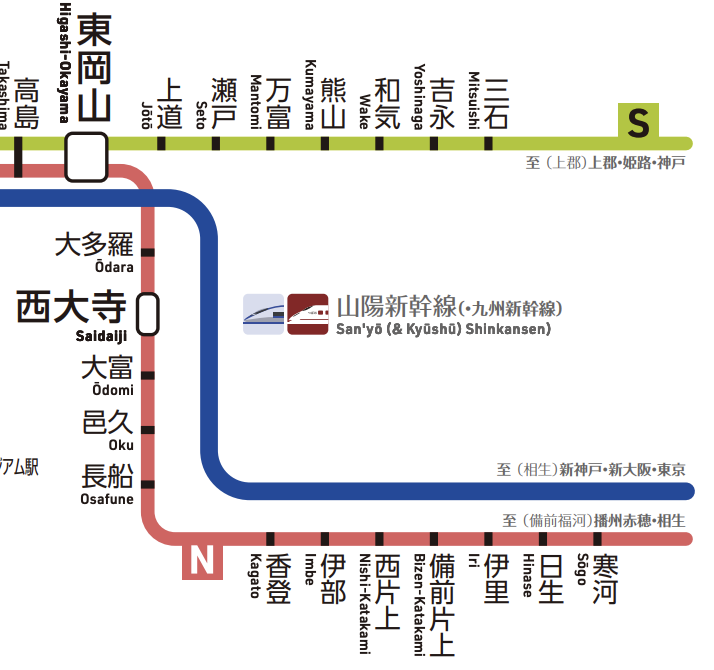 高島
Takashima
東岡山
Higashi-Okayama
上道
Jōtō
瀬戸
Seto
万富
Mantomi
熊山
Kumayama
和気
Wake
吉永
Yoshinaga
三石
Mitsuishi
S
至 (上郡)上郡・姫路・神戸
大多羅
Ōdara
西大寺
Saidaiji
大富
Ōdomi
邑久
Oku
長船
Osafune
アム駅
山陽新幹線(・九州新幹線)
San'yō (& Kyūshū) Shinkansen)
至 (相生)新神戸・新大阪・東京
至 (備前福河)播州赤穂・相生
N
香登
Kagato
伊部
Imbe
西片上
Nishi-Katakami
備前片上
Bizen-Katakami
伊里
Iri
日生
Hinase
寒河
Sōgo